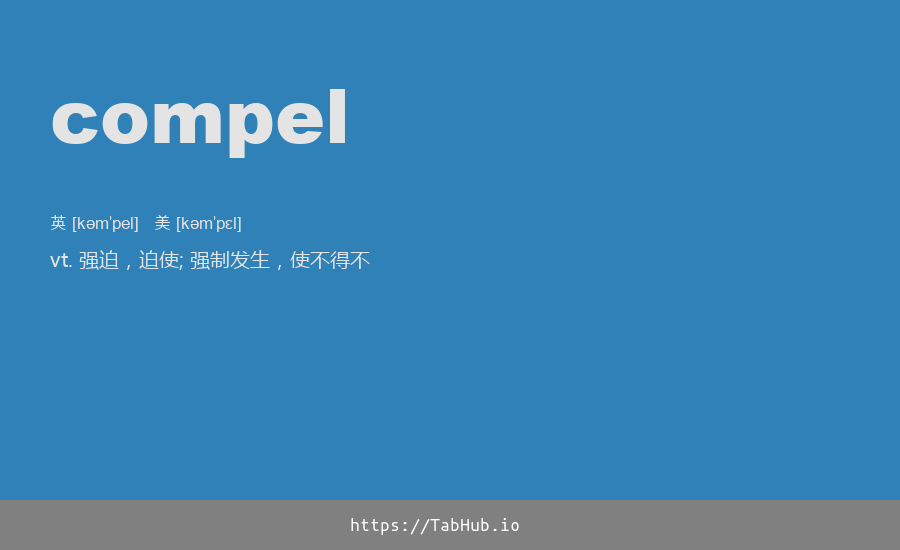 compel
英 [kəmˈpel] 美 [kəmˈpɛl]
vt. 强迫，迫使; 强制发生，使不得不
https://TabHub.io